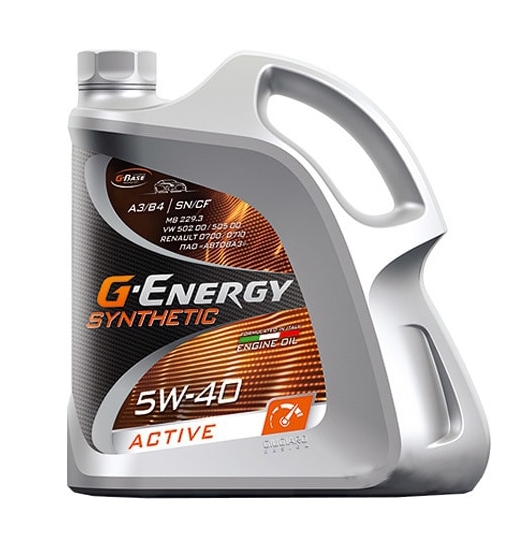 G-BASE
A3/B4 SN/CF
MB 229.3
VW 502 00 / 505 00
RENAULT 0700 / 0710
ПАО «АВТОВАЗ»
G-ENERGY
SYNTHETIC
FORMULATED IN ITALY
ENGINE OIL
5W-40
ACTIVE